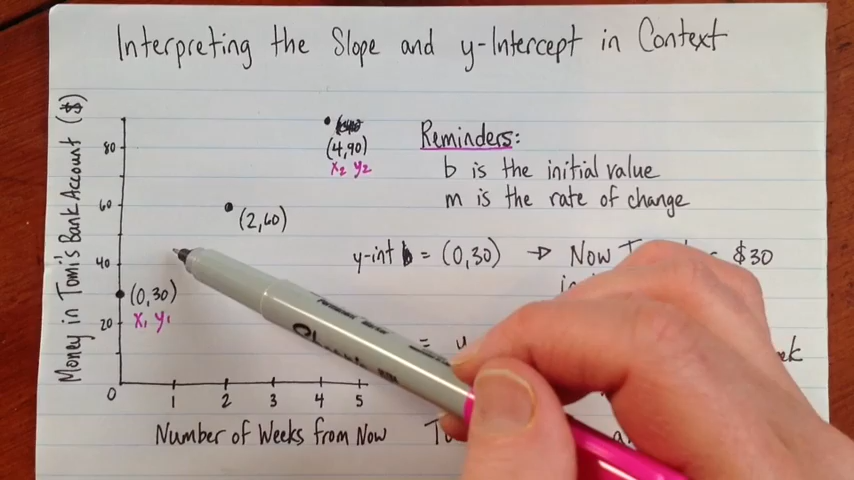 Interpreting the Slope and y-Intercept in Context
Money in Tomi's Bank Account ($)
80
60
40
20
0
1 2 3 4 5
Number of Weeks from Now
(4,90)
x₂ y₂
(2,60)
(0,30)
x₁ y₁
Reminders:
b is the initial value
m is the rate of change
y-int b = (0,30) → Now $30
=